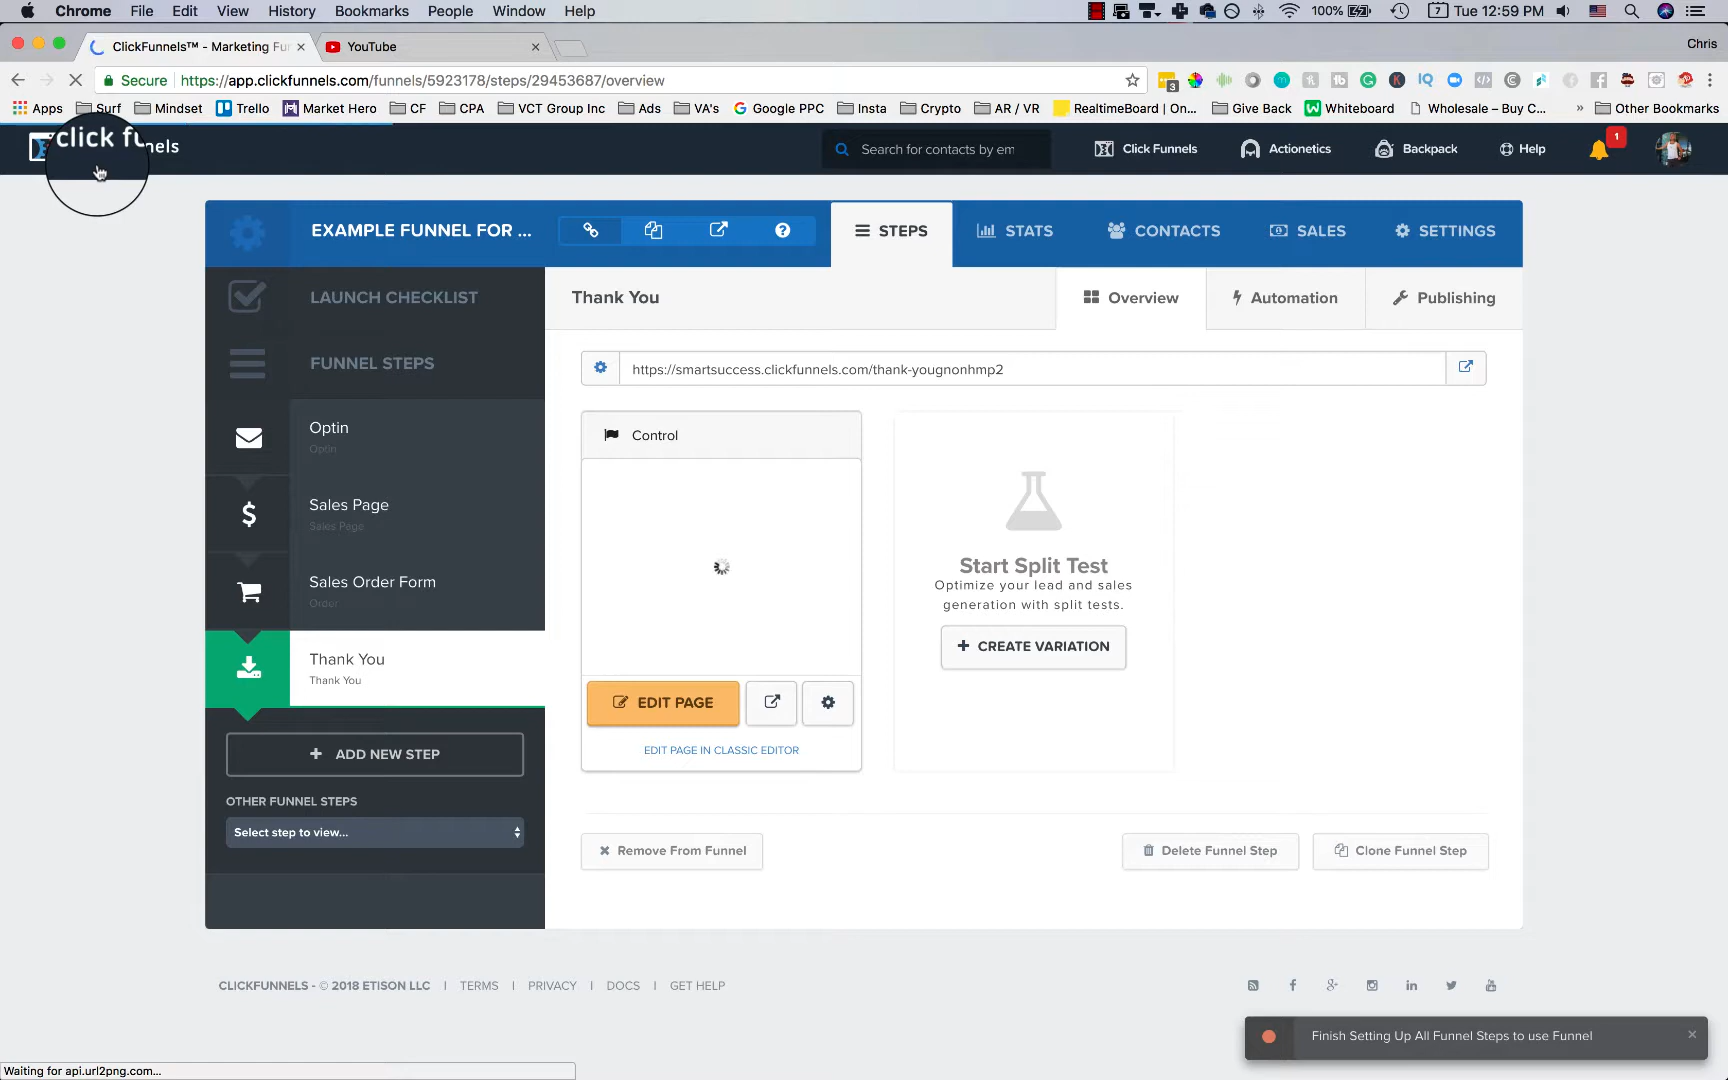 Chrome File Edit View History Bookmarks People Window Help 100% Tue 12:59 PM
ClickFunnels™ - Marketing Fun
YouTube
Chris
Secure https://app.clickfunnels.com/funnels/5923178/steps/29453687/overview
3
Apps Surf Mindset Trello Market Hero CF CPA VCT Group Inc Ads VA's Google PPC Insta Crypto AR / VR RealtimeBoard | On... Give Back Whiteboard Wholesale – Buy C... » Other Bookmarks
click fu
nels
Search for contacts by em
Click Funnels
Actionetics
Backpack
Help
1
EXAMPLE FUNNEL FOR ...
STEPS
STATS
CONTACTS
SALES
SETTINGS
LAUNCH CHECKLIST
FUNNEL STEPS
Optin
Optin
Sales Page
Sales Page
Sales Order Form
Order
Thank You
Thank You
+ ADD NEW STEP
OTHER FUNNEL STEPS
Select step to view...
Thank You
Overview
Automation
Publishing
https://smartsuccess.clickfunnels.com/thank-yougnonhmp2
Control
EDIT PAGE
EDIT PAGE IN CLASSIC EDITOR
Start Split Test
Optimize your lead and sales
generation with split tests.
+ CREATE VARIATION
Remove From Funnel
Delete Funnel Step
Clone Funnel Step
CLICKFUNNELS - © 2018 ETISON LLC | TERMS | PRIVACY | DOCS | GET HELP
Finish Setting Up All Funnel Steps to use Funnel
Waiting for api.url2png.com...